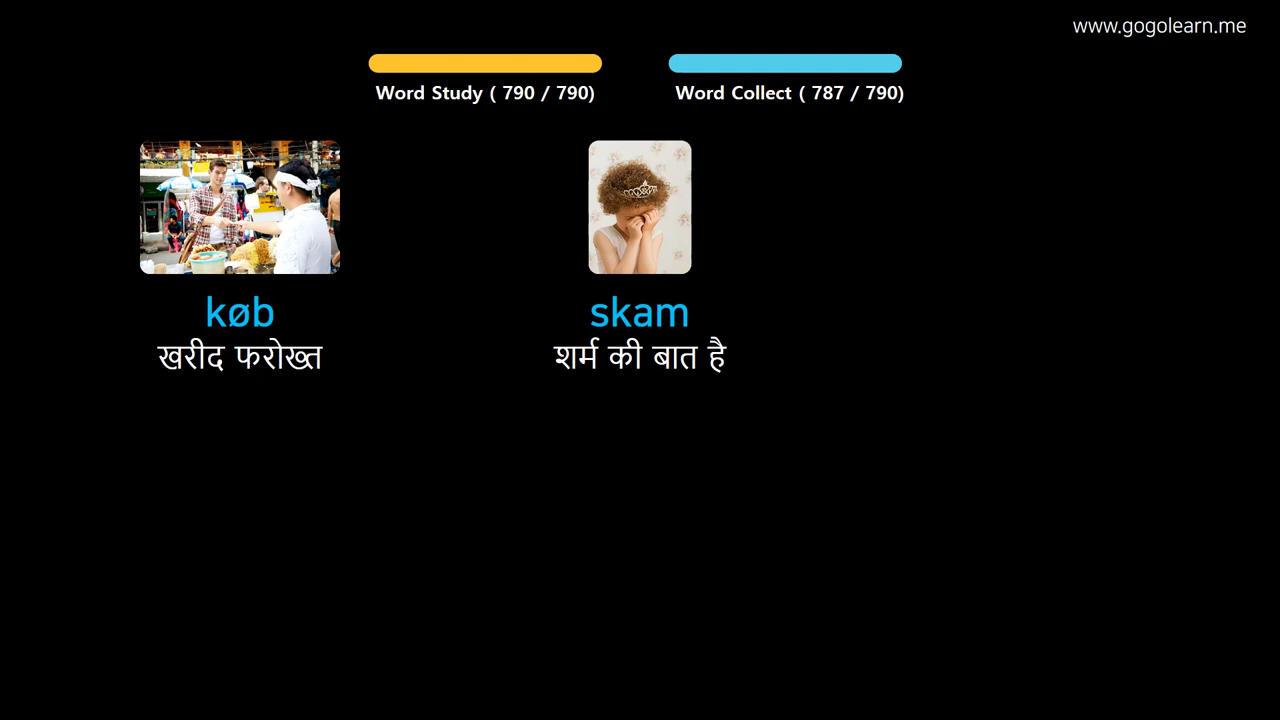 www.gogolearn.me
Word Study ( 790 / 790)
Word Collect ( 787 / 790)
køb
skam
खरीद फरोख्त
शर्म की बात है